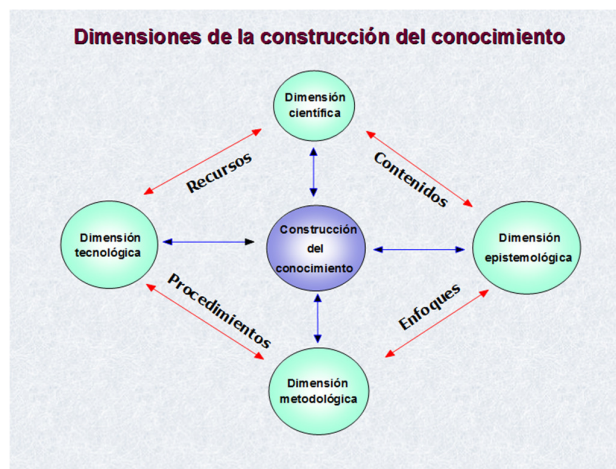 Dimensiones de la construcción del conocimiento
Dimensión
científica
Recursos
Contenidos
Dimensión
tecnológica
Construcción
del
conocimiento
Dimensión
epistemológica
Procedimientos
Enfoques
Dimensión
metodológica